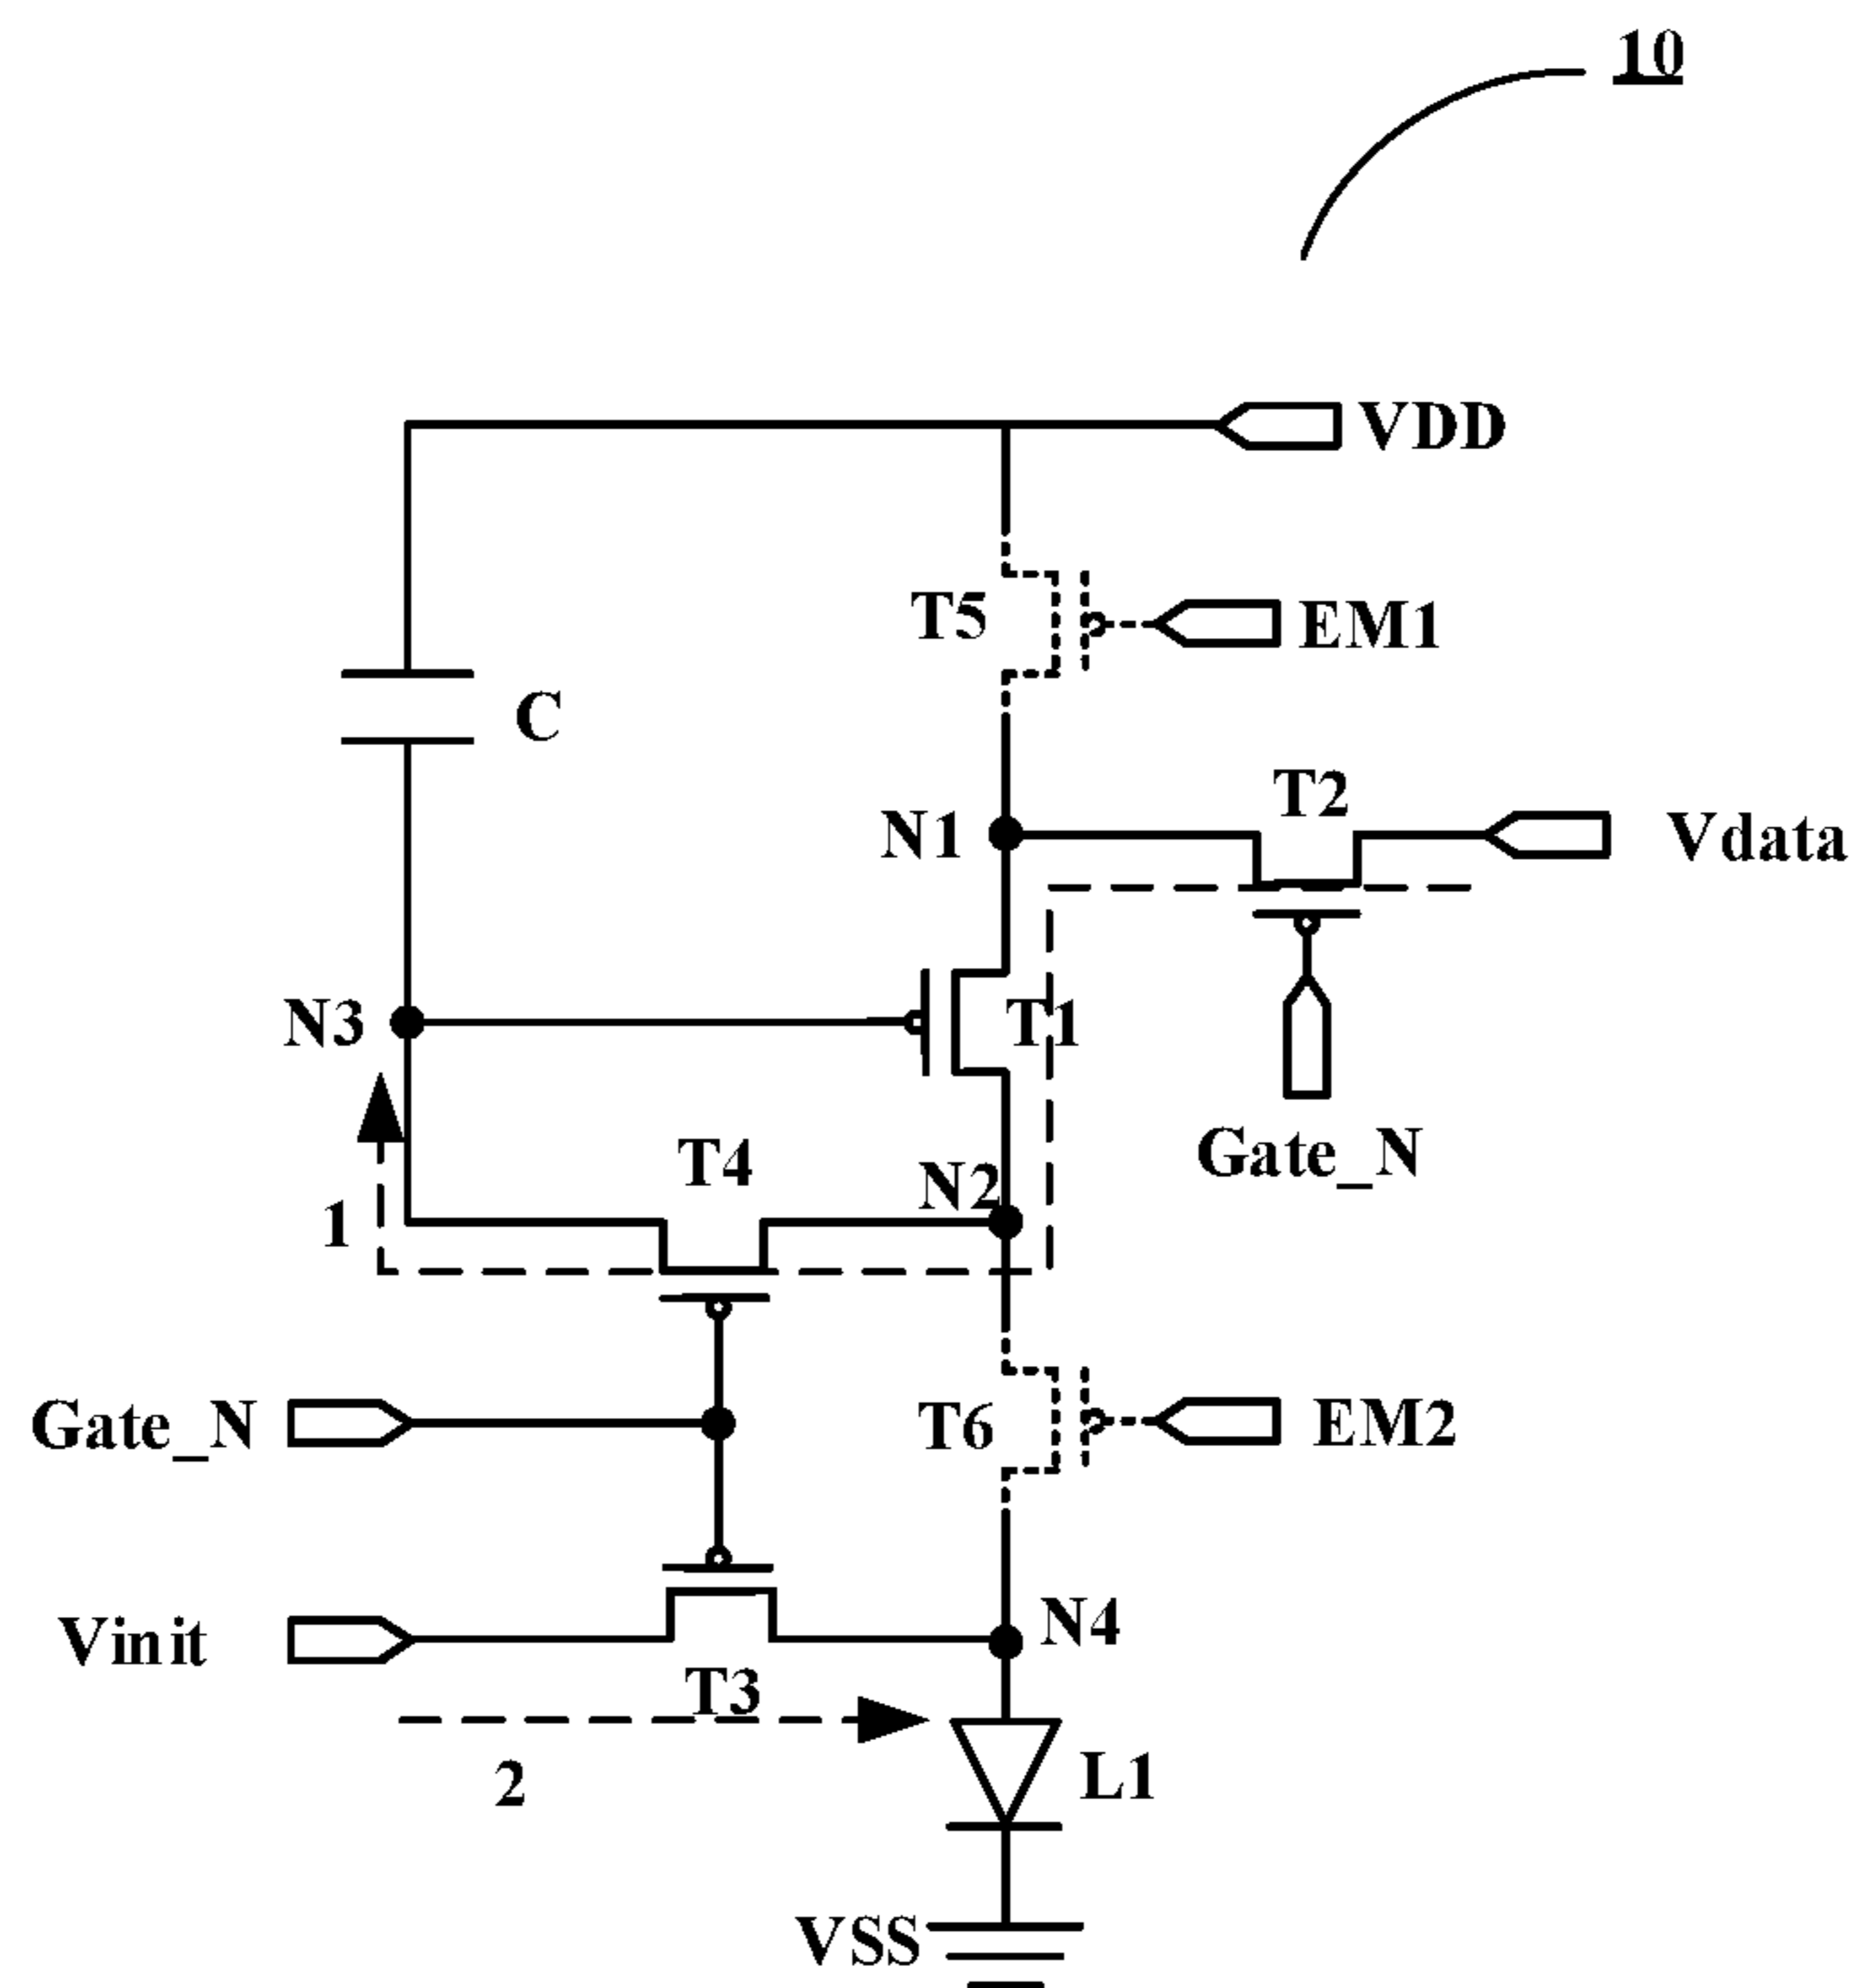 10
VDD
T5
EM1
C
T2
N1
Vdata
N3
T1
Gate_N
T4
N2
1
Gate_N
T6
EM2
N4
Vinit
T3
2
L1
VSS